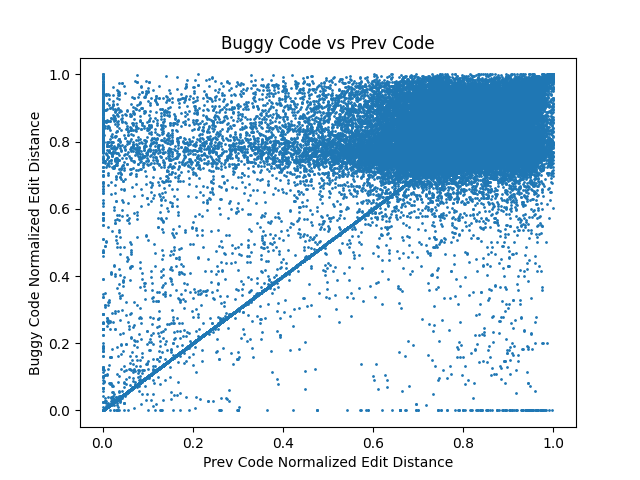 Buggy Code vs Prev Code
1.0
0.8
0.6
0.4
0.2
0.0
Buggy Code Normalized Edit Distance
0.0 0.2 0.4 0.6 0.8 1.0
Prev Code Normalized Edit Distance